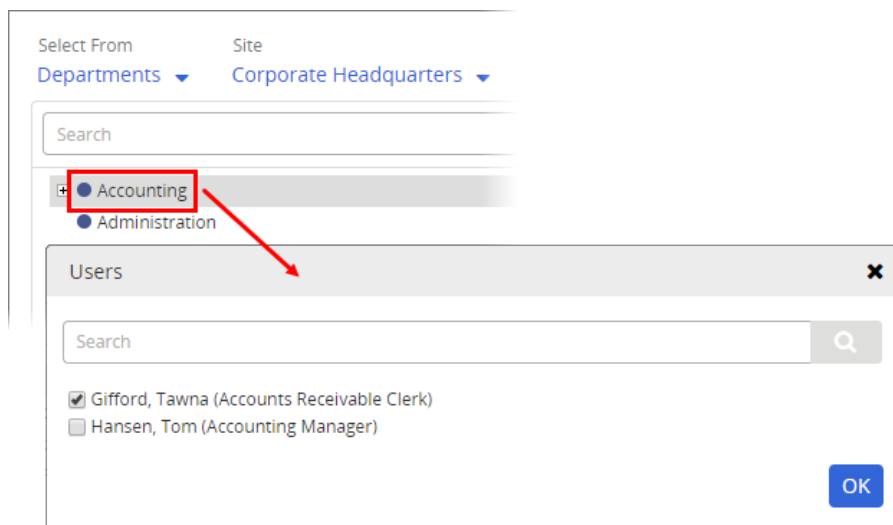 Select From Site
Departments Corporate Headquarters
Search
Accounting
Administration
Users
Search
Gifford, Tawna (Accounts Receivable Clerk)
Hansen, Tom (Accounting Manager)
OK